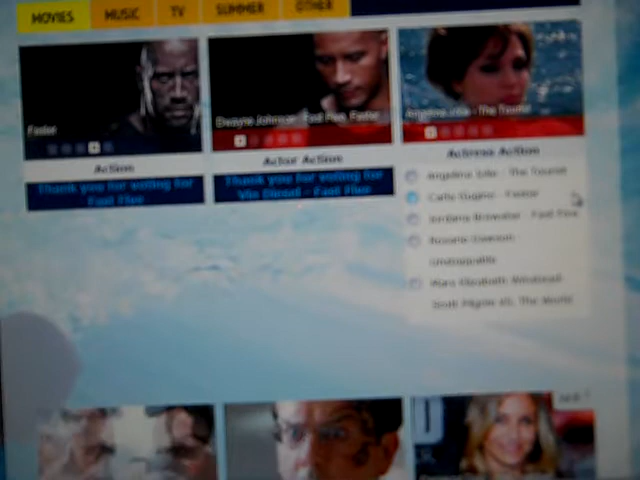 MOVIES MUSIC TV SUMMER OTHER
Faster
Dwayne Johnson - Fast Five, Faster
Angelina Jolie - The Tourist
Action
Actor Action
Actress Action
Thank you for voting for
Fast Five
Thank you for voting for
Vin Diesel - Fast Five
Angelina Jolie - The Tourist
Carla Gugino - Faster
Jordana Brewster - Fast Five
Rosario Dawson
Unstoppable
Mary Elizabeth Winstead
Scott Pilgrim vs. The World